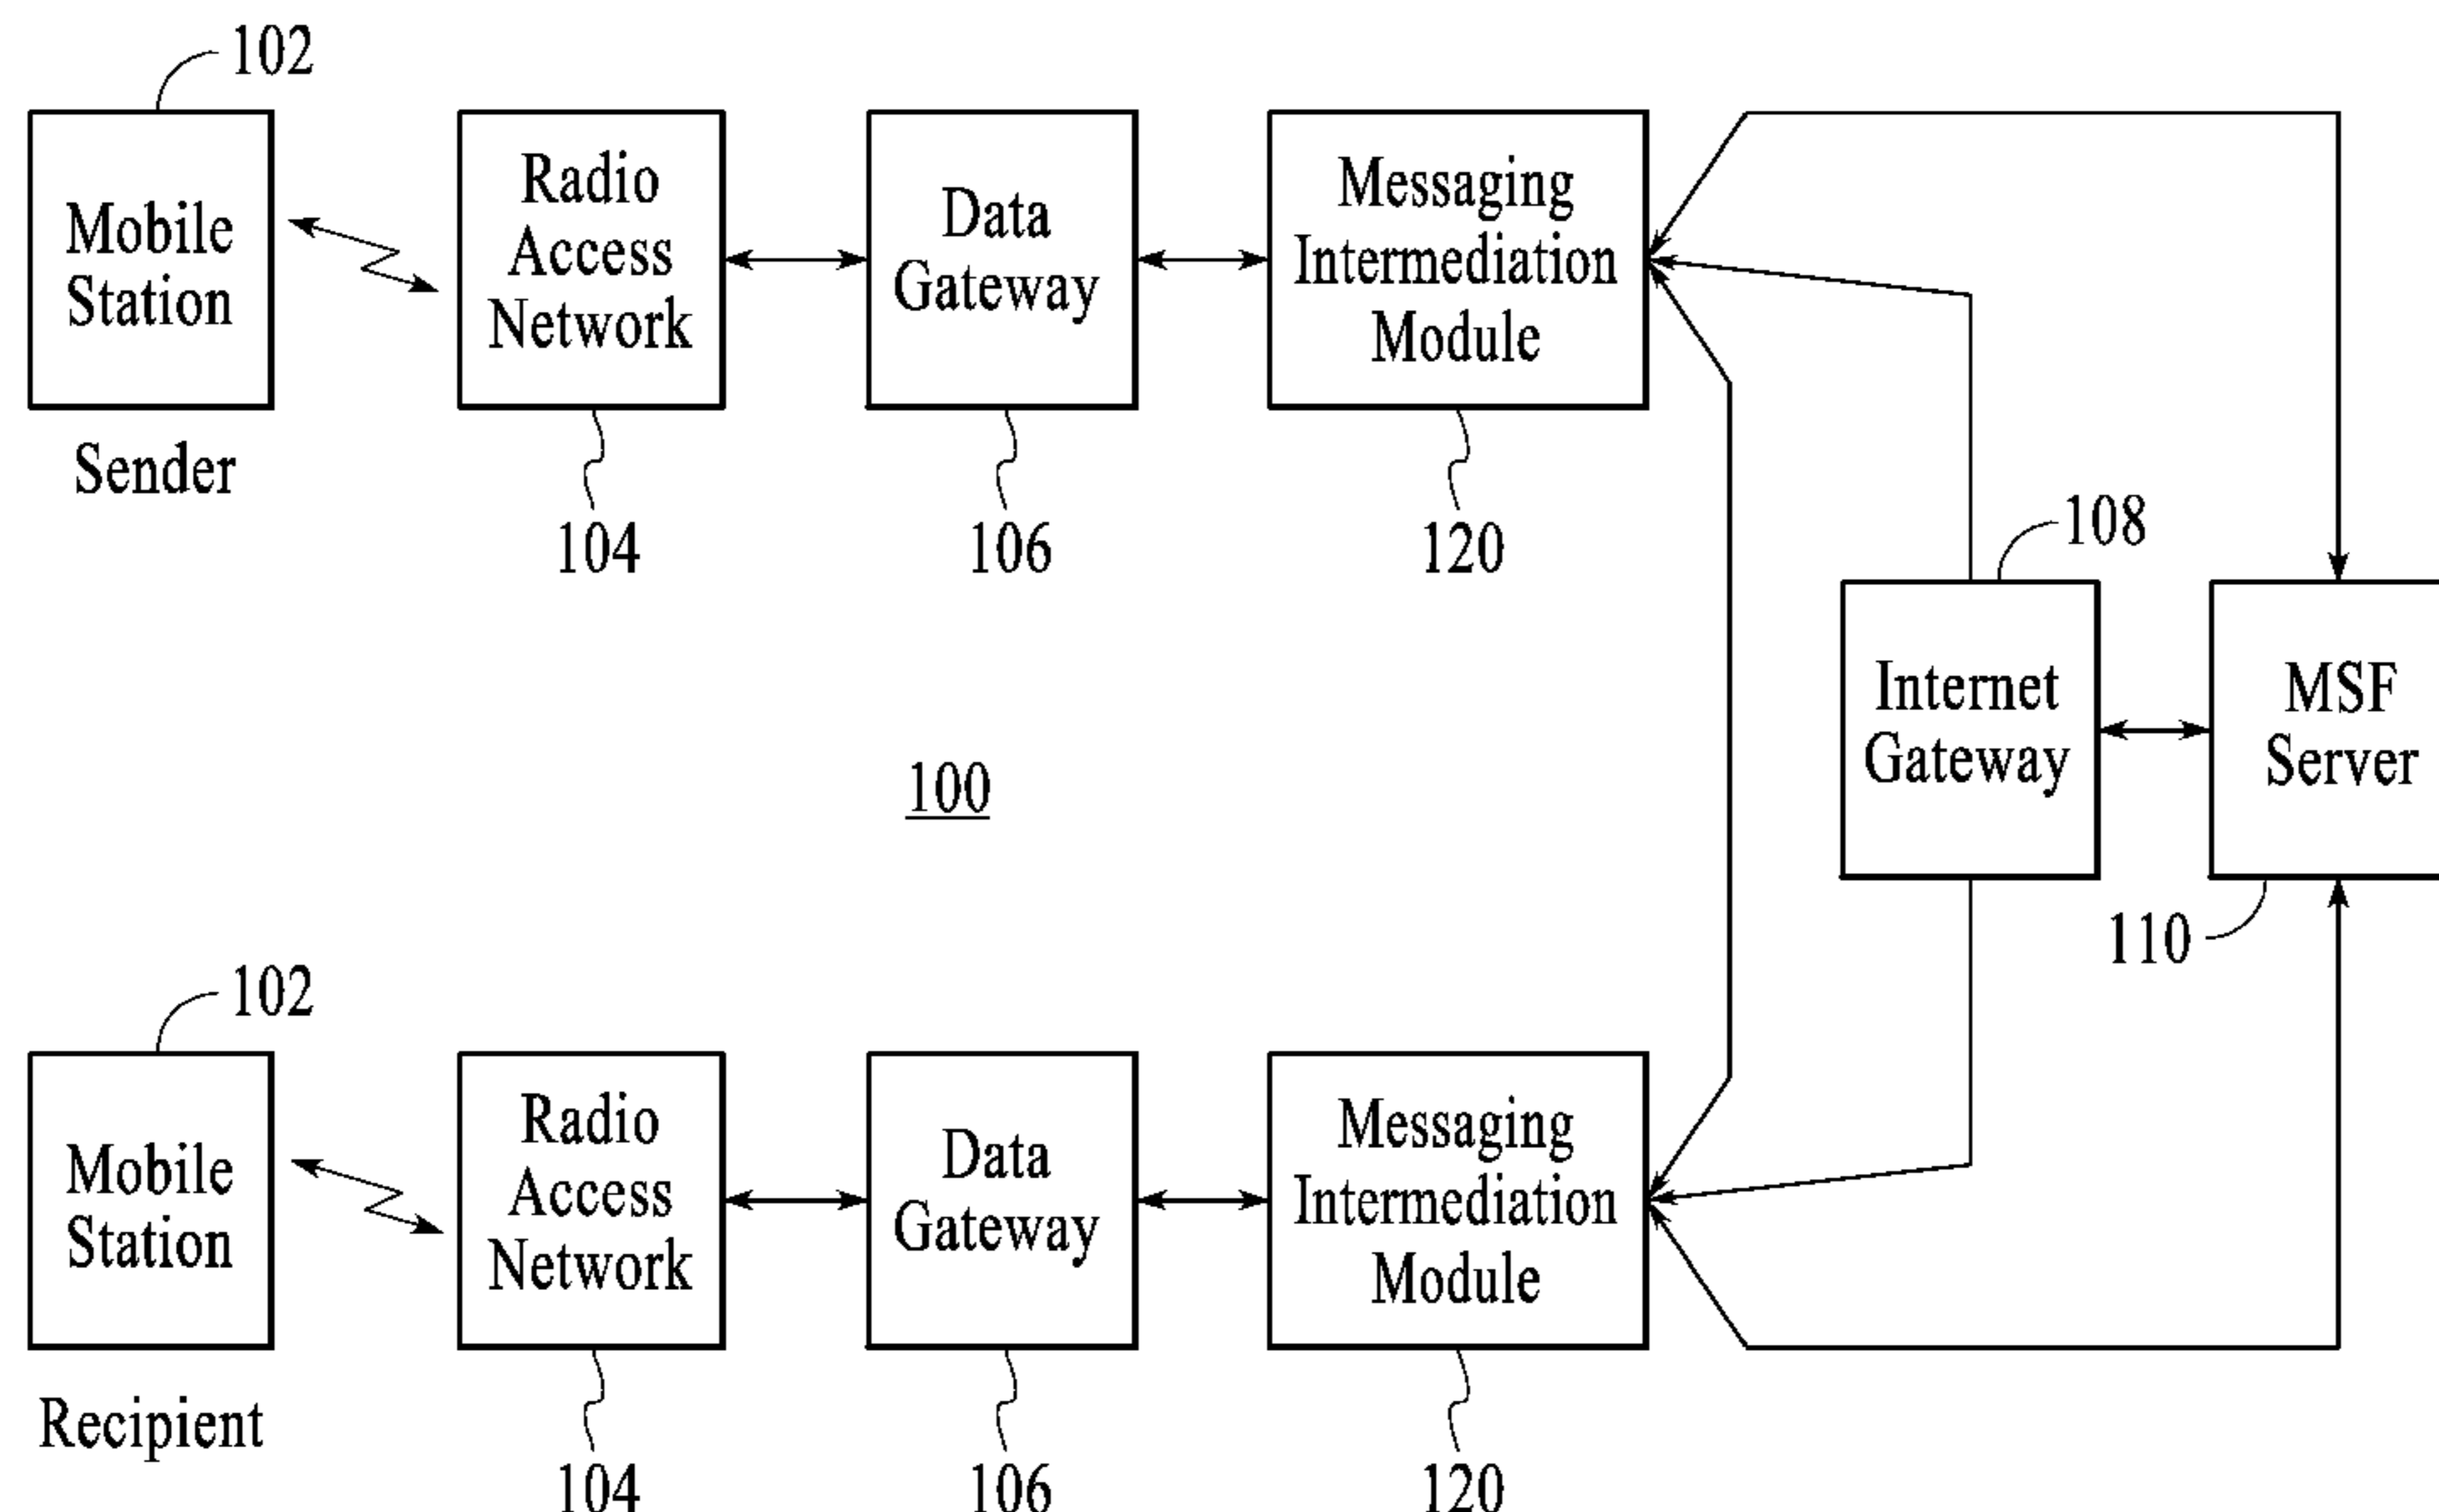 102
Mobile
Station
Sender
Radio
Access
Network
104
Data
Gateway
106
Messaging
Intermediation
Module
120
108
Internet
Gateway
MSF
Server
110
100
102
Mobile
Station
Recipient
Radio
Access
Network
104
Data
Gateway
106
Messaging
Intermediation
Module
120